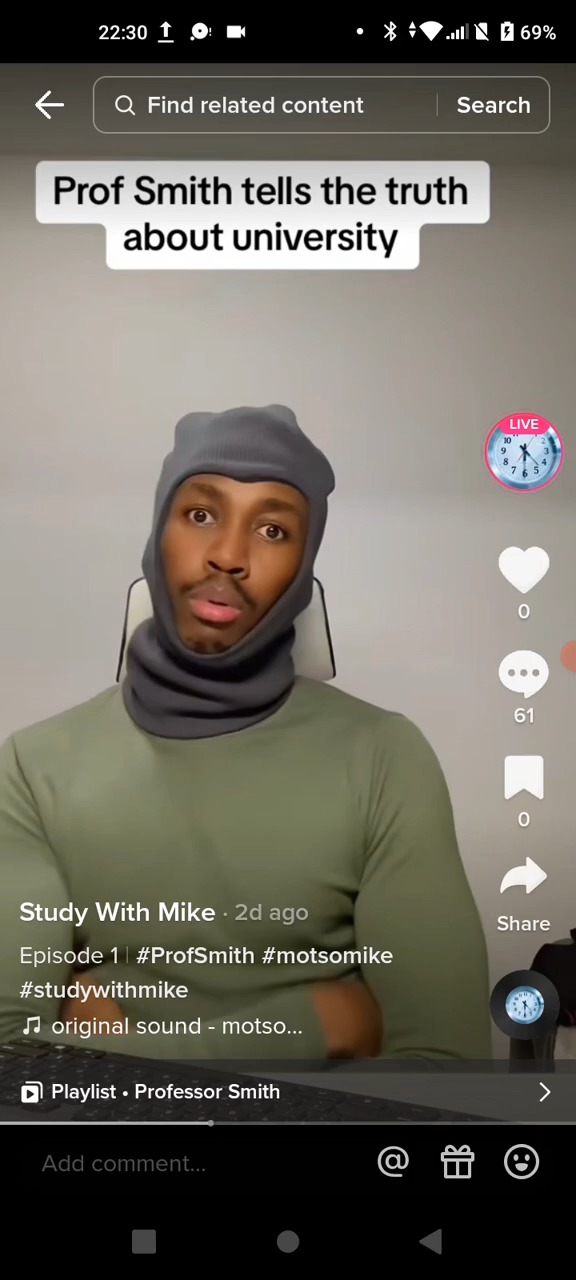 22:30
69%
Find related content
Search
Prof Smith tells the truth
about university
LIVE
0
61
0
Share
Study With Mike · 2d ago
Episode 1 | #ProfSmith #motsomike
#studywithmike
original sound - motso...
Playlist • Professor Smith
Add comment...